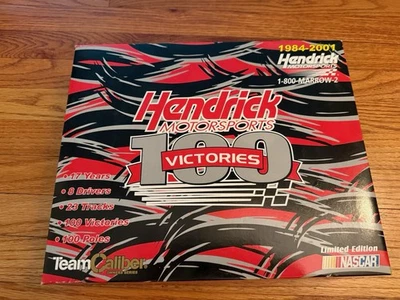 1984-2001
Hendrick
MOTORSPORTS
1-800-MARROW-2
Hendrick
MOTORSPORTS
100
VICTORIES
• 17 Years
• 8 Drivers
• 23 Tracks
• 100 Victories
• 100 Poles
Team Caliber
Limited Edition
NASCAR